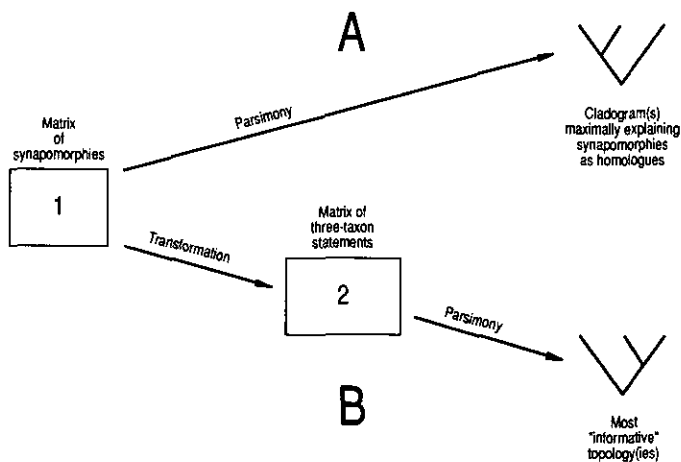 A
Parsimony
Cladogram(s)
maximally explaining
synapomorphies
as homologues
Matrix
of
synapomorphies
1
Transformation
Matrix of
three-taxon
statements
2
Parsimony
B
Most
"informative"
topology(ies)